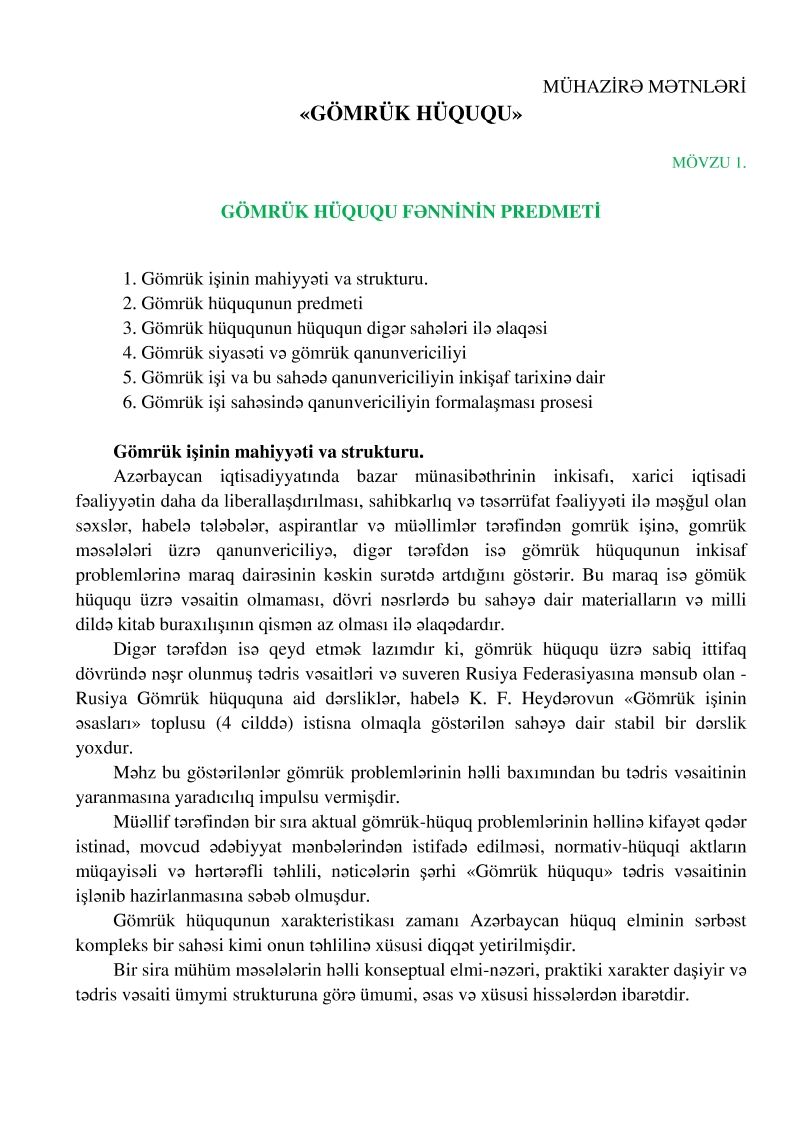 MÜHAZİRƏ MƏTNLƏRİ
«GÖMRÜK HÜQUQU»
MÖVZU 1.
GÖMRÜK HÜQUQU FƏNNİNİN PREDMETİ
1. Gömrük işinin mahiyyəti va strukturu.
2. Gömrük hüququnun predmeti
3. Gömrük hüququnun hüququn digər sahələri ilə əlaqəsi
4. Gömrük siyasəti və gömrük qanunvericiliyi
5. Gömrük işi va bu sahədə qanunvericiliyin inkişaf tarixinə dair
6. Gömrük işi sahəsində qanunvericiliyin formalaşması prosesi
Gömrük işinin mahiyyəti va strukturu.
Azərbaycan iqtisadiyyatında bazar münasibəthrinin inkisafı, xarici iqtisadi
fəaliyyətin daha da liberallaşdırılması, sahibkarlıq və təsərrüfat fəaliyyəti ilə məşğul olan
səxslər, habelə tələbələr, aspirantlar və müəllimlər tərəfindən gomrük işinə, gomrük
məsələləri üzrə qanunvericiliyə, digər tərəfdən isə gömrük hüququnun inkisaf
problemlərinə maraq dairəsinin kəskin surətdə artdığını göstərir. Bu maraq isə gömük
hüququ üzrə vəsaitin olmaması, dövri nəsrlərdə bu sahəyə dair materialların və milli
dildə kitab buraxılışının qismən az olması ilə əlaqədardır.
Digər tərəfdən isə qeyd etmək lazımdır ki, gömrük hüququ üzrə sabiq ittifaq
dövründə nəşr olunmuş tədris vəsaitləri və suveren Rusiya Federasiyasına mənsub olan -
Rusiya Gömrük hüququna aid dərsliklər, habelə K. F. Heydərovun «Gömrük işinin
əsasları» toplusu (4 cilddə) istisna olmaqla göstərilən sahəyə dair stabil bir dərslik
yoxdur.
Məhz bu göstərilənlər gömrük problemlərinin həlli baxımından bu tədris vəsaitinin
yaranmasına yaradıcılıq impulsu vermişdir.
Müəllif tərəfindən bir sıra aktual gömrük-hüquq problemlərinin həllinə kifayət qədər
istinad, movcud ədəbiyyat mənbələrindən istifadə edilməsi, normativ-hüquqi aktların
müqayisəli və hərtərəfli təhlili, nəticələrin şərhi «Gömrük hüququ» tədris vəsaitinin
işlənib hazirlanmasına səbəb olmuşdur.
Gömrük hüququnun xarakteristikası zamanı Azərbaycan hüquq elminin sərbəst
kompleks bir sahəsi kimi onun təhlilinə xüsusi diqqət yetirilmişdir.
Bir sira mühüm məsələlərin həlli konseptual elmi-nəzəri, praktiki xarakter daşiyir və
tədris vəsaiti ümymi strukturuna görə ümumi, əsas və xüsusi hissələrdən ibarətdir.